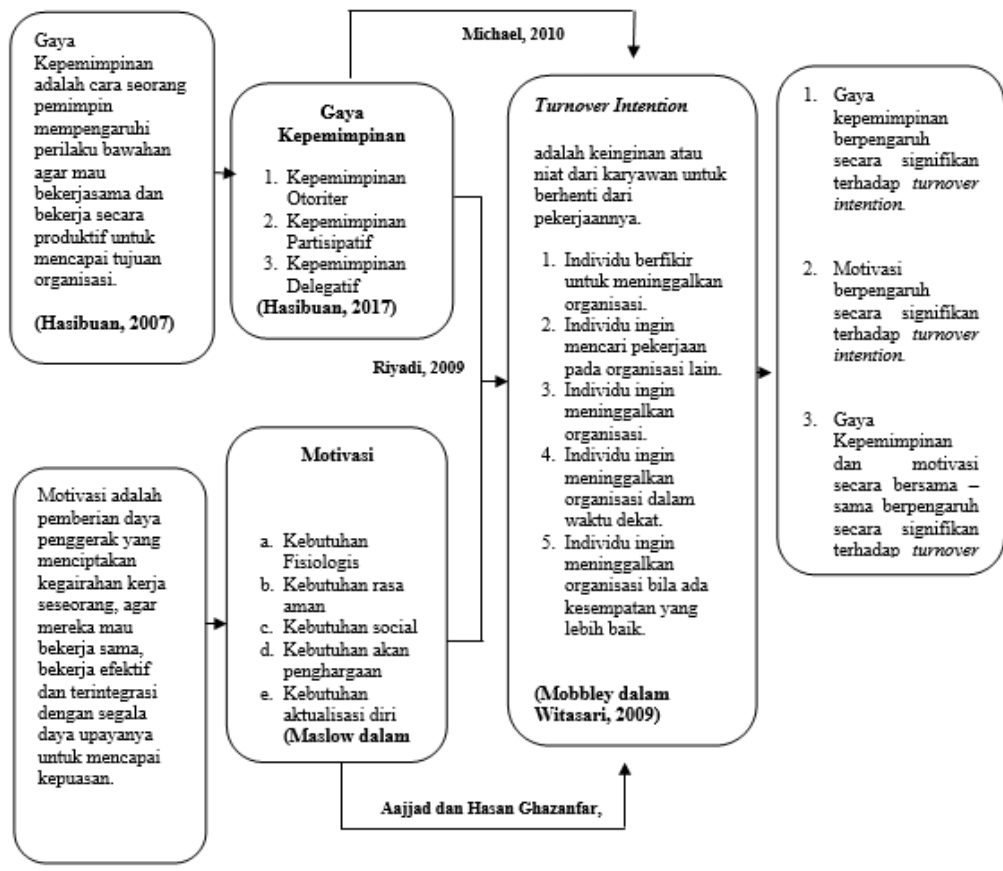 Gaya
Kepemimpinan
adalah cara seorang
pemimpin
mempengaruhi
perilaku bawahan
agar mau
bekerjasama dan
bekerja secara
produktif untuk
mencapai tujuan
organisasi.
(Hasibuan, 2007)
Michael, 2010
Gaya
Kepemimpinan
1. Kepemimpinan
Otoriter
2. Kepemimpinan
Partisipatif
3. Kepemimpinan
Delegatif
(Hasibuan, 2017)
Riyadi, 2009
Motivasi adalah
pemberian daya
penggerak yang
menciptakan
kegairahan kerja
seseorang, agar
mereka mau
bekerja sama,
bekerja efektif
dan terintegrasi
dengan segala
daya upayanya
untuk mencapai
kepuasan.
Motivasi
a. Kebutuhan
Fisiologis
b. Kebutuhan rasa
aman
c. Kebutuhan social
d. Kebutuhan akan
penghargaan
e. Kebutuhan
aktualisasi diri
(Maslow dalam
Aajjad dan Hasan Ghazanfar,
Turnover Intention
adalah keinginan atau
niat dari karyawan untuk
berhenti dari
pekerjaannya.
1. Individu berfikir
untuk meninggalkan
organisasi.
2. Individu ingin
mencari pekerjaan
pada organisasi lain.
3. Individu ingin
meninggalkan
organisasi.
4. Individu ingin
meninggalkan
organisasi dalam
waktu dekat.
5. Individu ingin
meninggalkan
organisasi bila ada
kesempatan yang
lebih baik.
(Mobbley dalam
Witasari, 2009)
1. Gaya
kepemimpinan
berpengaruh
secara signifikan
terhadap turnover
intention.
2. Motivasi
berpengaruh
secara signifikan
terhadap turnover
intention.
3. Gaya
Kepemimpinan
dan motivasi
secara bersama –
sama berpengaruh
secara signifikan
terhadap turnover